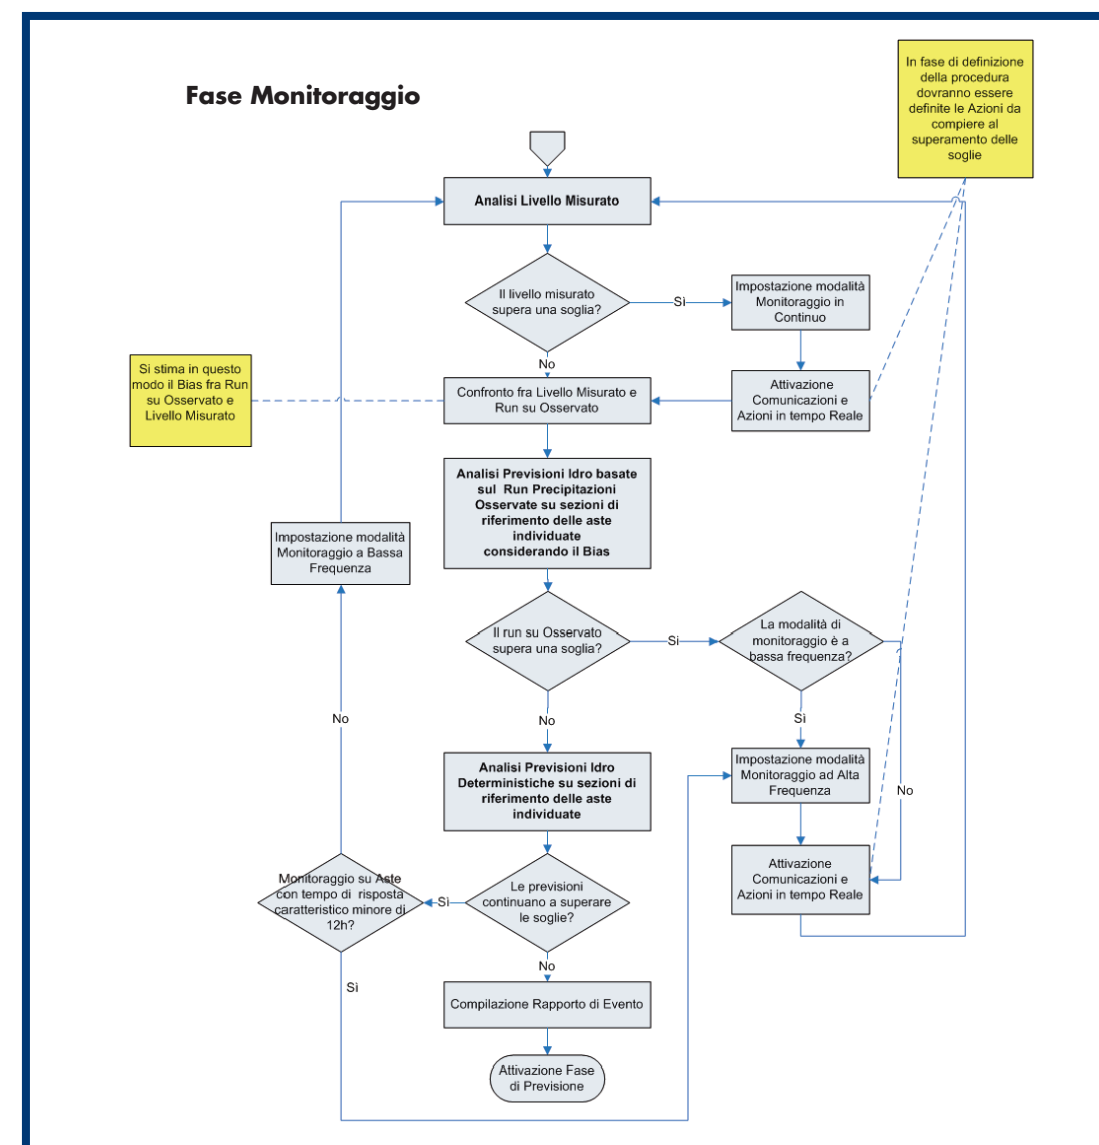 Fase Monitoraggio
In fase di definizione
della procedura
dovranno essere
definite le Azioni da
compiere al
superamento delle
soglie
Analisi Livello Misurato
Il livello misurato
supera una soglia?
Sì
Impostazione modalità
Monitoraggio in
Continuo
No
Si stima in questo
modo il Bias fra Run
su Osservato e
Livello Misurato
Confronto fra Livello Misurato e
Run su Osservato
Attivazione
Comunicazioni e
Azioni in tempo Reale
Analisi Previsioni Idro basate
sul Run Precipitazioni
Osservate su sezioni di
riferimento delle aste
individuate
considerando il Bias
Impostazione modalità
Monitoraggio a Bassa
Frequenza
Il run su Osservato
supera una soglia?
Si
La modalità di
monitoraggio è a
bassa frequenza?
No
No
Sì
Analisi Previsioni Idro
Deterministiche su sezioni di
riferimento delle aste
individuate
Impostazione modalità
Monitoraggio ad Alta
Frequenza
No
Monitoraggio su Aste
con tempo di risposta
caratteristico minore di
12h?
Sì
Le previsioni
continuano a superare
le soglie?
Attivazione
Comunicazioni e
Azioni in tempo Reale
No
Sì
Compilazione Rapporto di Evento
Attivazione Fase
di Previsione